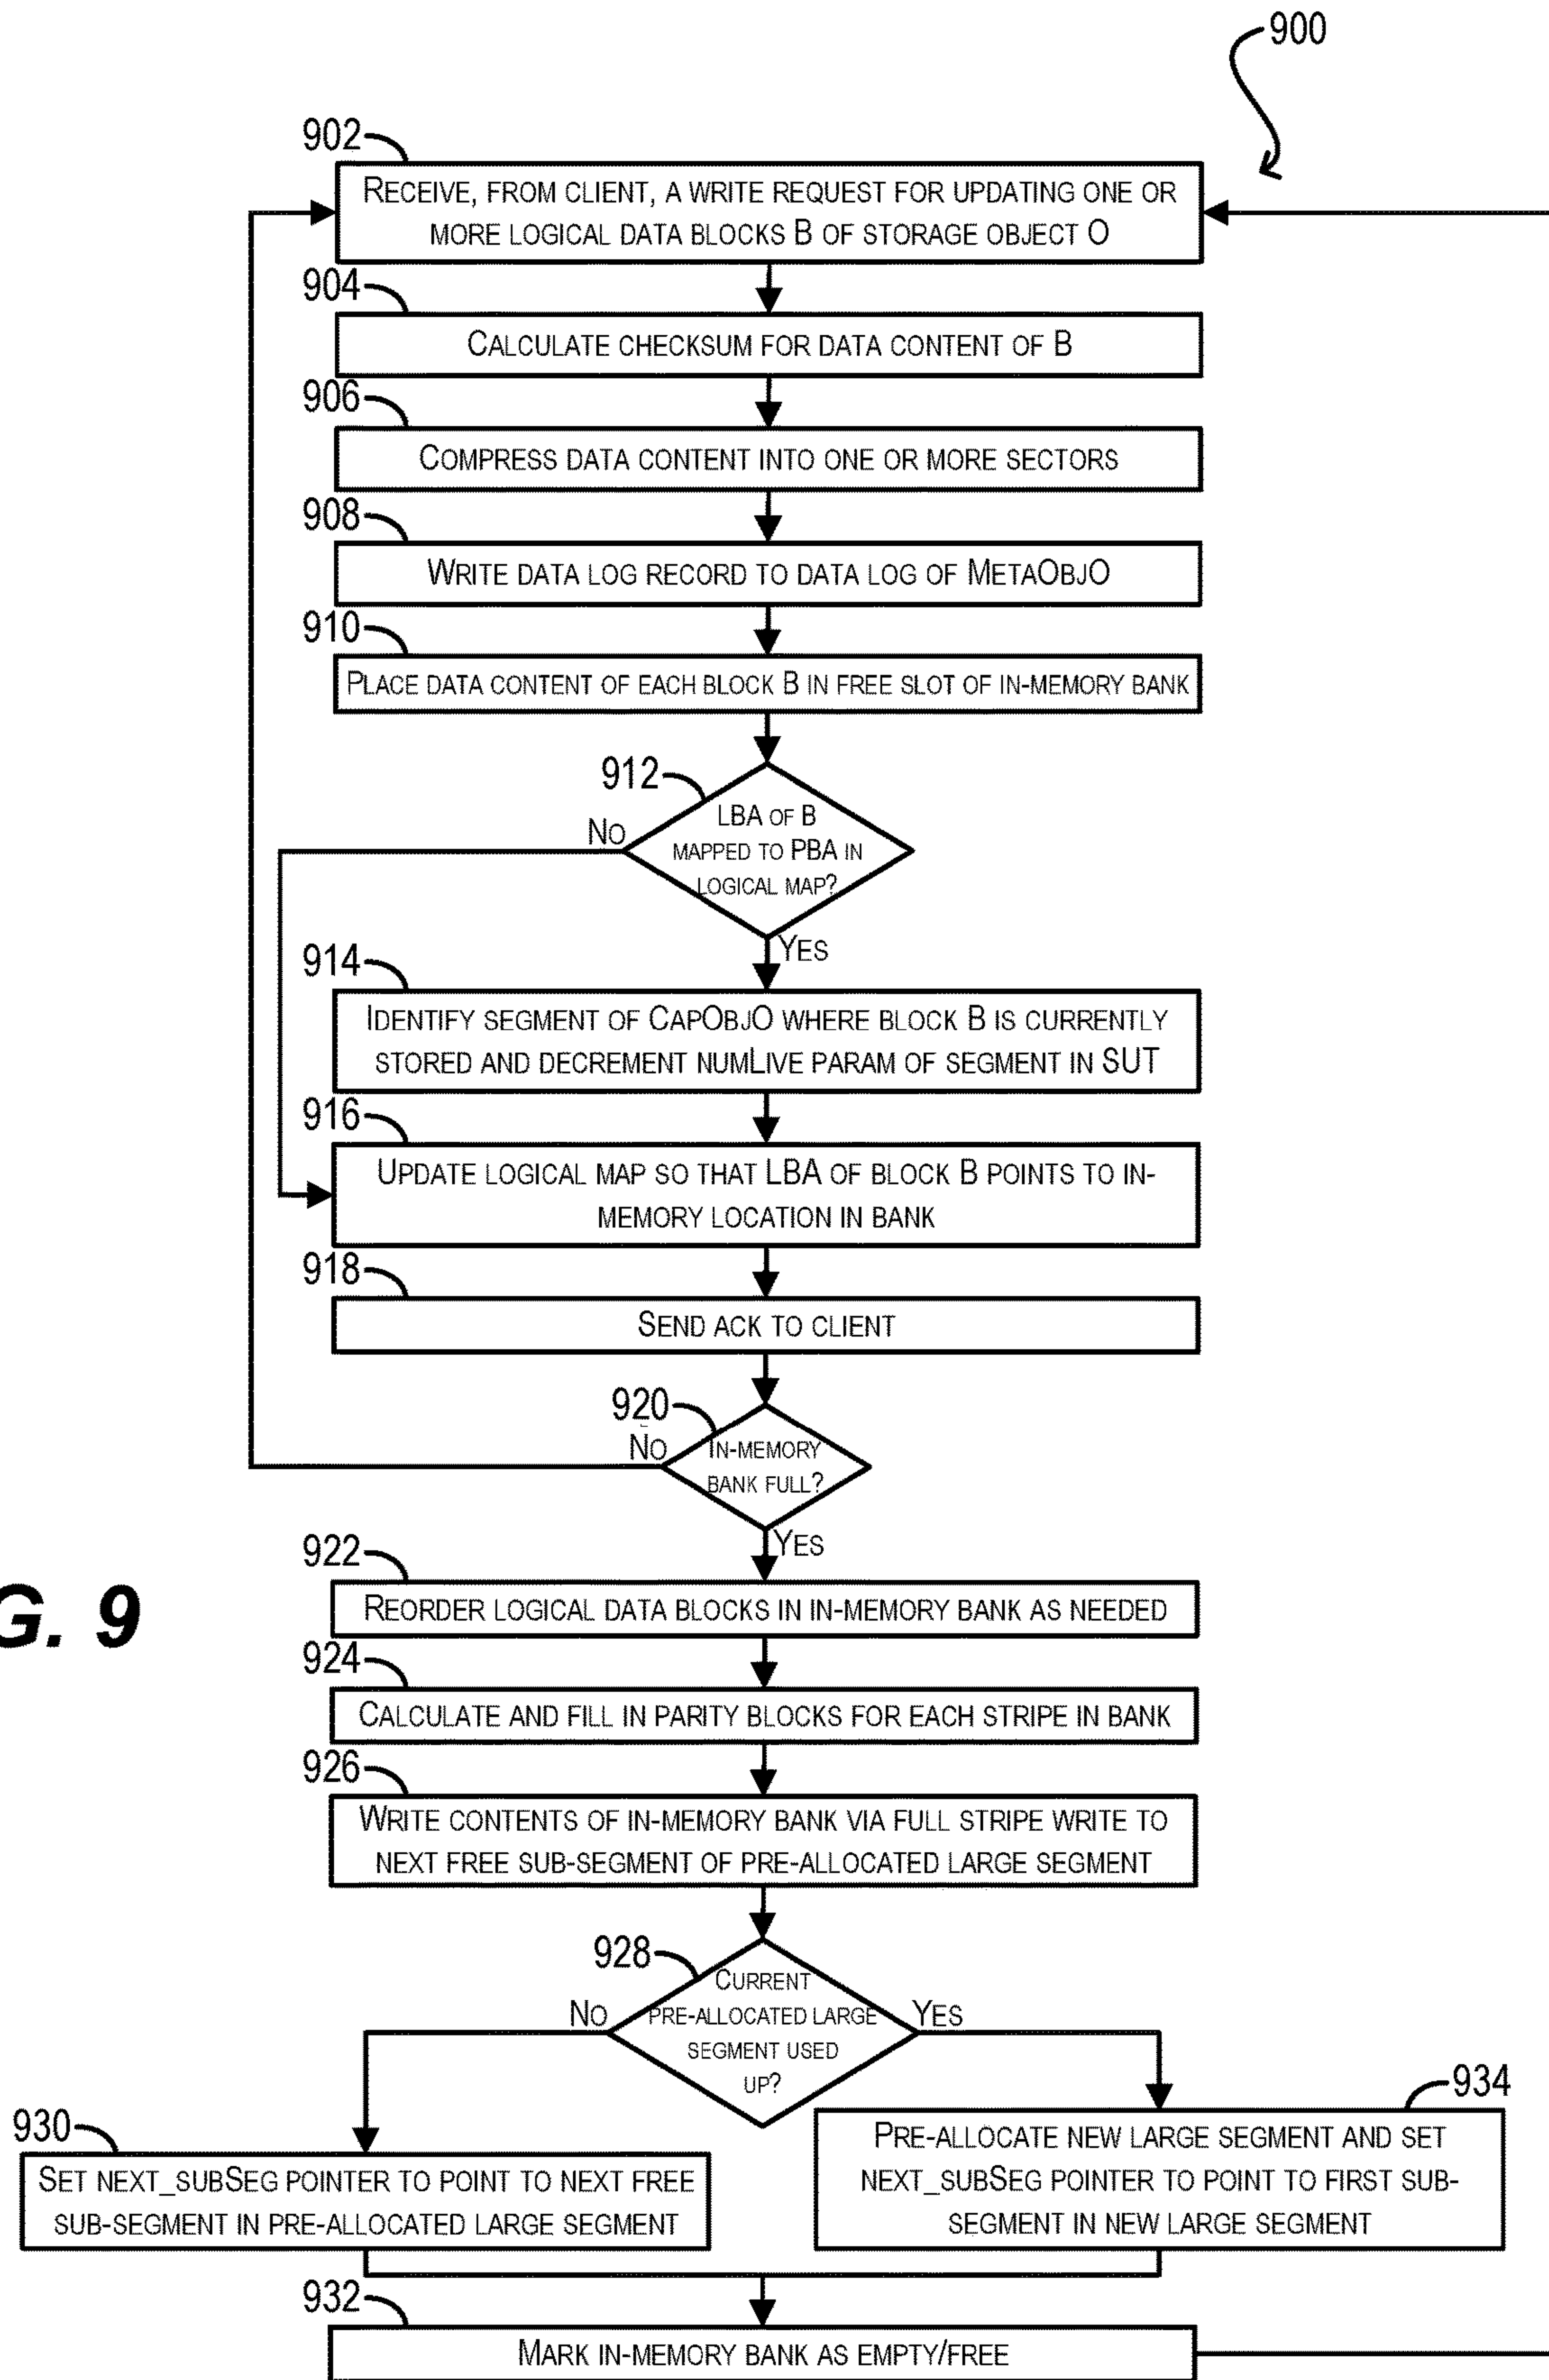 900
902
Receive, from client, a write request for updating one or
more logical data blocks B of storage object O
904
Calculate checksum for data content of B
906
Compress data content into one or more sectors
908
Write data log record to data log of MetaObjO
910
Place data content of each block B in free slot of in-memory bank
912
LBA of B
mapped to PBA in
logical map?
No
Yes
914
Identify segment of CapObjO where block B is currently
stored and decrement numLive param of segment in SUT
916
Update logical map so that LBA of block B points to in-
memory location in bank
918
Send ack to client
920
In-memory
bank full?
No
Yes
922
Reorder logical data blocks in in-memory bank as needed
G. 9
924
Calculate and fill in parity blocks for each stripe in bank
926
Write contents of in-memory bank via full stripe write to
next free sub-segment of pre-allocated large segment
928
Current
pre-allocated large
segment used
up?
No
Yes
930
Set next_subSeg pointer to point to next free
sub-segment in pre-allocated large segment
934
Pre-allocate new large segment and set
next_subSeg pointer to point to first sub-
segment in new large segment
932
Mark in-memory bank as empty/free